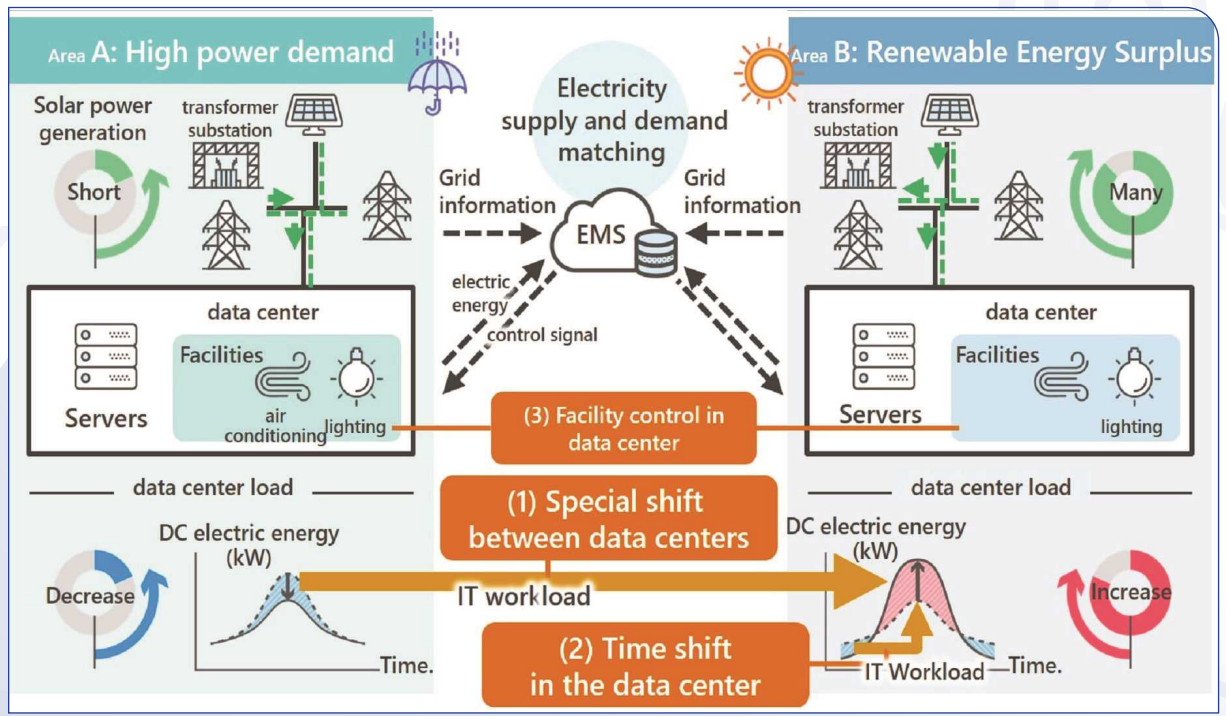 Area A: High power demand
Area B: Renewable Energy Surplus
Solar power
generation
Short
transformer
substation
Electricity
supply and demand
matching
Grid
information
EMS
Grid
information
transformer
substation
Many
electric
energy
control signal
data center
Servers
Facilities
air
conditioning
lighting
(3) Facility control in
data center
data center
Servers
Facilities
lighting
data center load
(1) Special shift
between data centers
data center load
DC electric energy
(kW)
Decrease
Time.
IT workload
(2) Time shift
in the data center
DC electric energy
(kW)
IT Workload
Time.
Increase